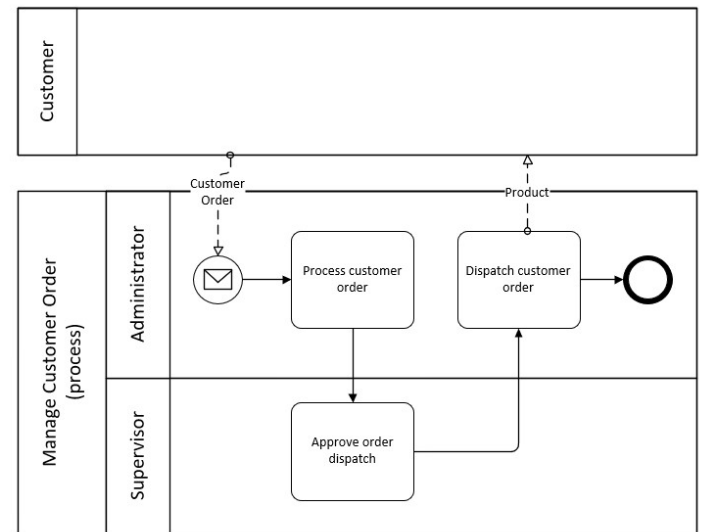 Customer
Customer
Order
Product
Manage Customer Order
(process)
Administrator
Process customer
order
Dispatch customer
order
Supervisor
Approve order
dispatch